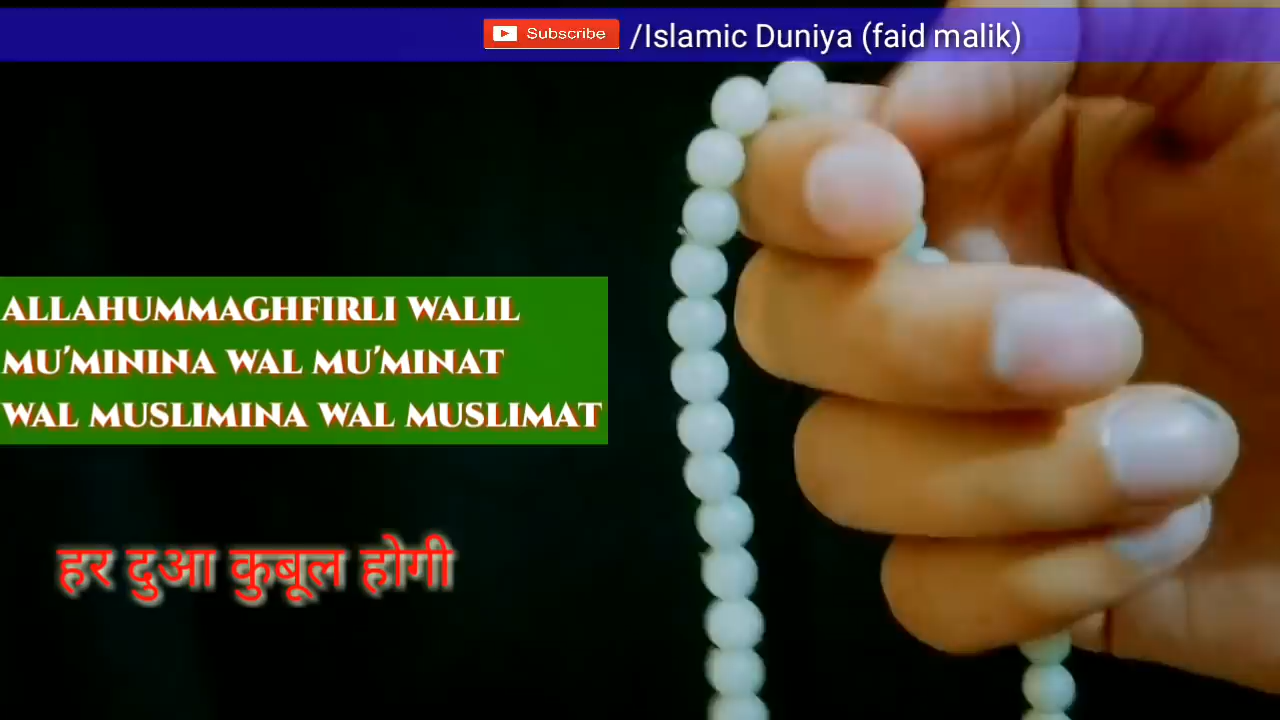 Subscribe /Islamic Duniya (faid malik)
ALLAHUMMAGHFIRLI WALIL
MU'MININA WAL MU'MINAT
WAL MUSLIMINA WAL MUSLIMAT
हर दुआ कुबूल होगी